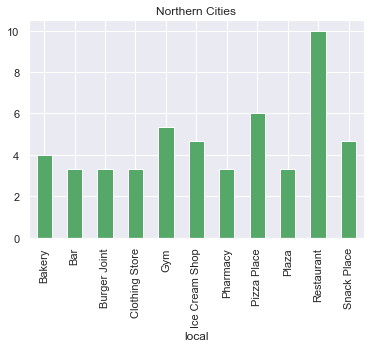 Northern Cities
10
8
6
4
2
0
Bakery
Bar
Burger Joint
Clothing Store
Gym
Ice Cream Shop
Pharmacy
Pizza Place
Plaza
Restaurant
Snack Place
local